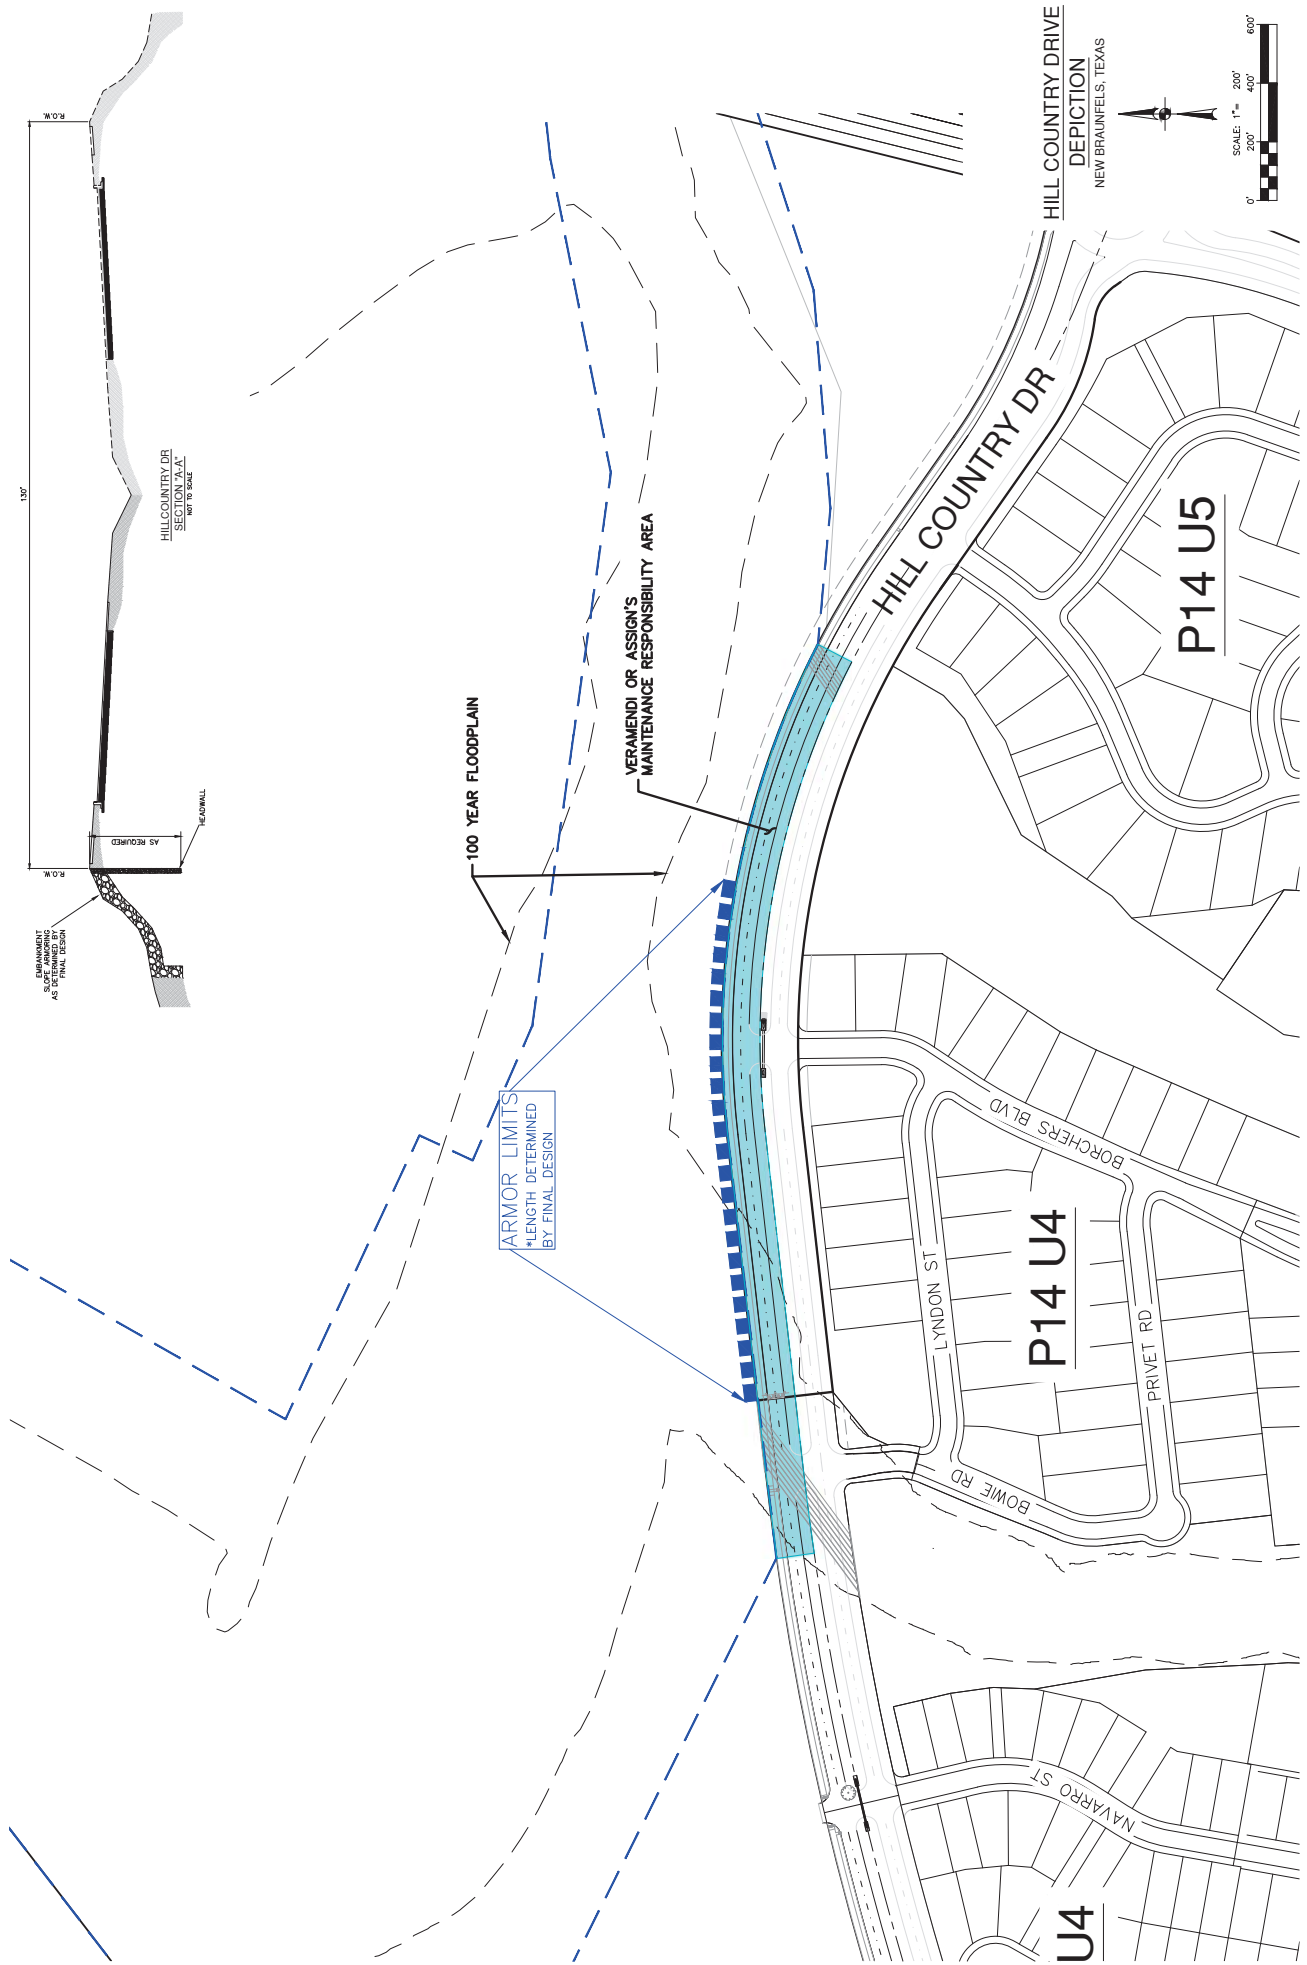 R.O.W.
130'
R.O.W.
EMBANKMENT
SLOPE ARMORING
AS DETERMINED BY
FINAL DESIGN
AS REQUIRED
HEADWALL
HILLCOUNTRY DR
SECTION "A-A"
NOT TO SCALE
100 YEAR FLOODPLAIN
VERAMENDI OR ASSIGN'S
MAINTENANCE RESPONSIBILITY AREA
ARMOR LIMITS
*LENGTH DETERMINED
BY FINAL DESIGN
HILL COUNTRY DR
P14 U5
P14 U4
U4
BORCHERS BLVD
LYNDON ST
PRIVET RD
BOWIE RD
NAVARRO ST
HILL COUNTRY DRIVE
DEPICTION
NEW BRAUNFELS, TEXAS
SCALE: 1"= 200'
0' 200' 400' 600'